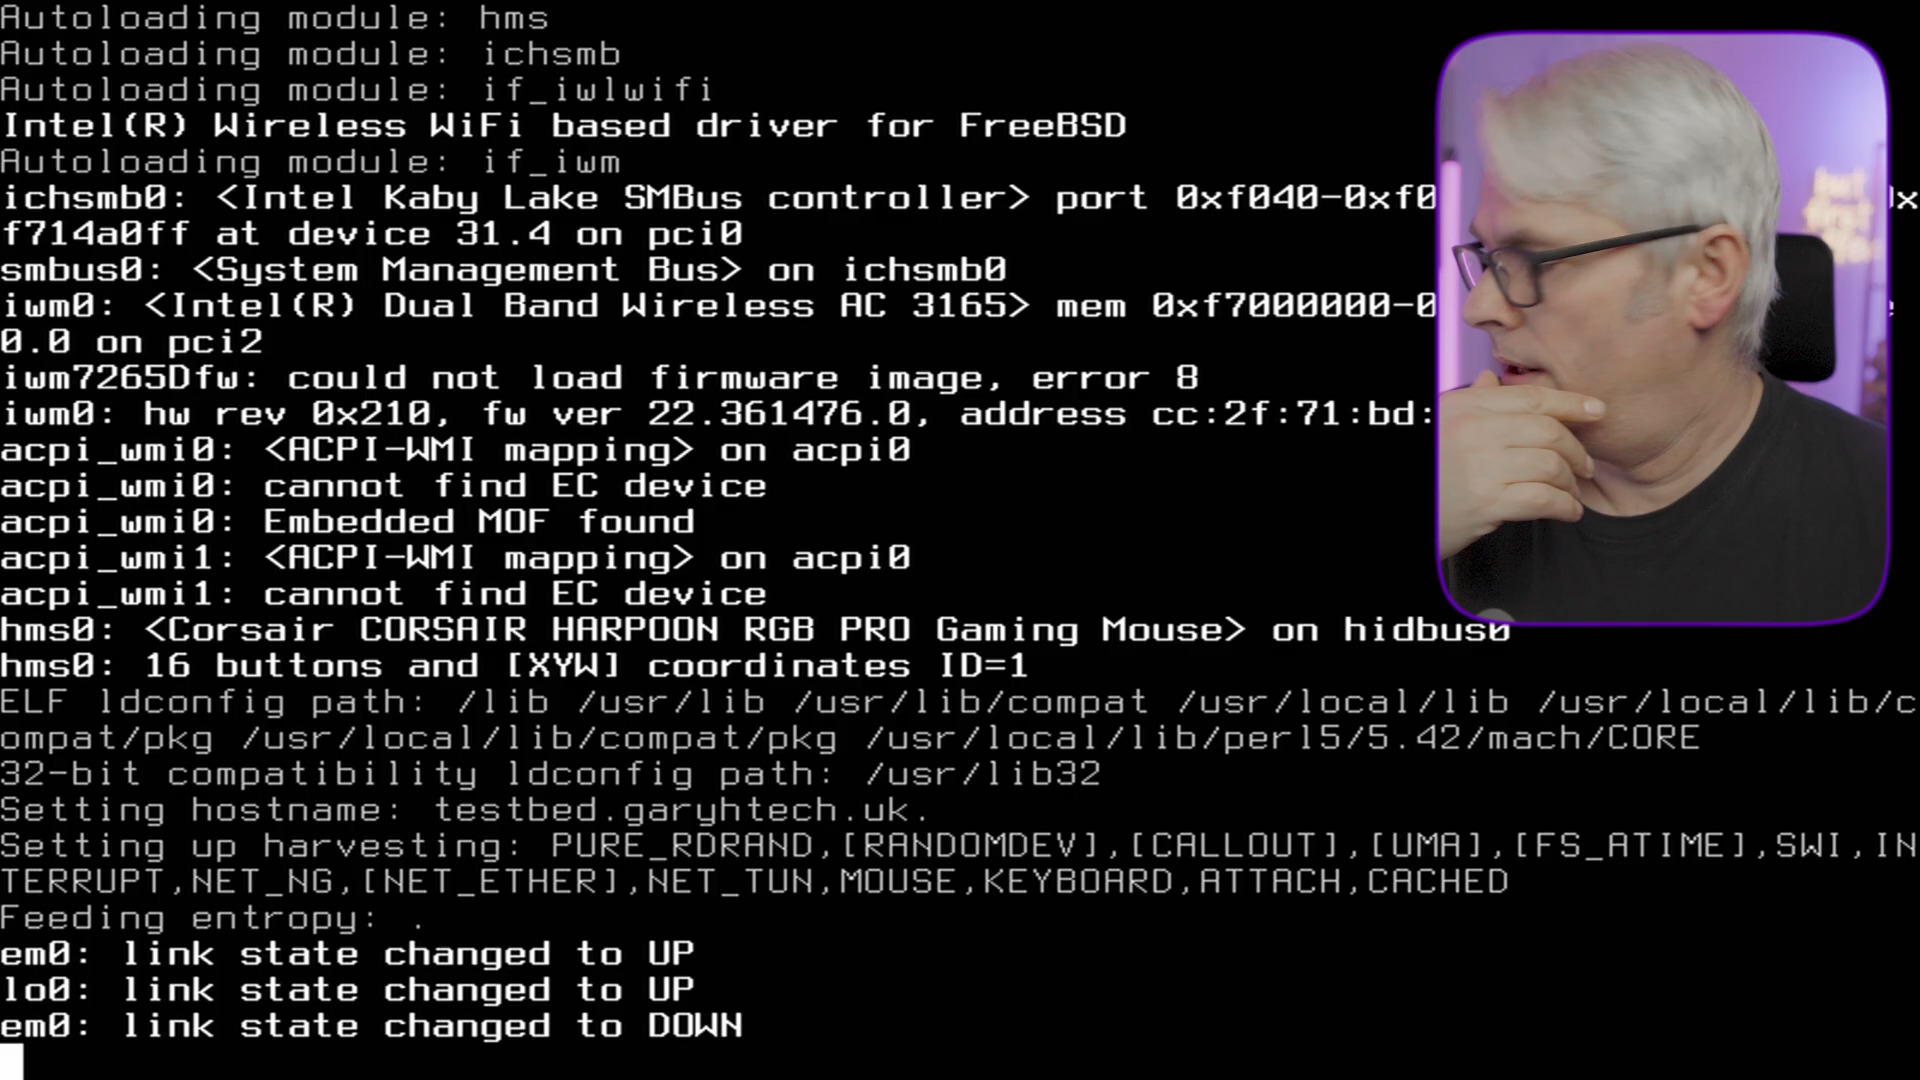 Autoloading module: hms
Autoloading module: ichsmb
Autoloading module: if_iwlwifi
Intel(R) Wireless WiFi based driver for FreeBSD
Autoloading module: if_iwm
ichsmb0: <Intel Kaby Lake SMBus controller> port 0xf040-0xf0
f714a0ff at device 31.4 on pci0
smbus0: <System Management Bus> on ichsmb0
iwm0: <Intel(R) Dual Band Wireless AC 3165> mem 0xf7000000-0
0.0 on pci2
iwm7265Dfw: could not load firmware image, error 8
iwm0: hw rev 0x210, fw ver 22.361476.0, address cc:2f:71:bd:
acpi_wmi0: <ACPI-WMI mapping> on acpi0
acpi_wmi0: cannot find EC device
acpi_wmi0: Embedded MOF found
acpi_wmi1: <ACPI-WMI mapping> on acpi0
acpi_wmi1: cannot find EC device
hms0: <Corsair CORSAIR HARPOON RGB PRO Gaming Mouse> on hidbus0
hms0: 16 buttons and [XYW] coordinates ID=1
ELF ldconfig path: /lib /usr/lib /usr/lib/compat /usr/local/lib /usr/local/lib/c
ompat/pkg /usr/local/lib/compat/pkg /usr/local/lib/perl5/5.42/mach/CORE
32-bit compatibility ldconfig path: /usr/lib32
Setting hostname: testbed.garyhtech.uk.
Setting up harvesting: PURE_RDRAND,[RANDOMDEV],[CALLOUT],[UMA],[FS_ATIME],SWI,IN
TERRUPT,NET_NG,[NET_ETHER],NET_TUN,MOUSE,KEYBOARD,ATTACH,CACHED
Feeding entropy: .
em0: link state changed to UP
lo0: link state changed to UP
em0: link state changed to DOWN